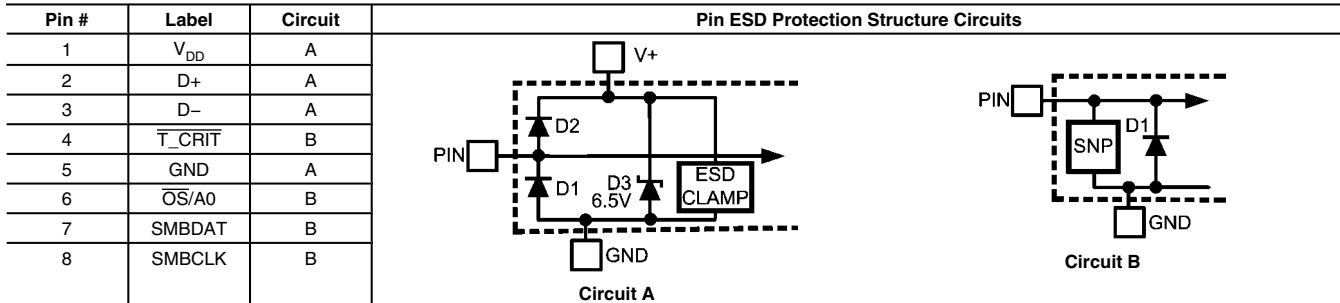 Pin # Label Circuit Pin ESD Protection Structure Circuits
1 VDD A
2 D+ A
3 D− A
4 T_CRIT B
5 GND A
6 OS/A0 B
7 SMBDAT B
8 SMBCLK B
V+
D2
PIN
D1
D3
6.5V
ESD
CLAMP
GND
Circuit A
PIN
D1
SNP
GND
Circuit B